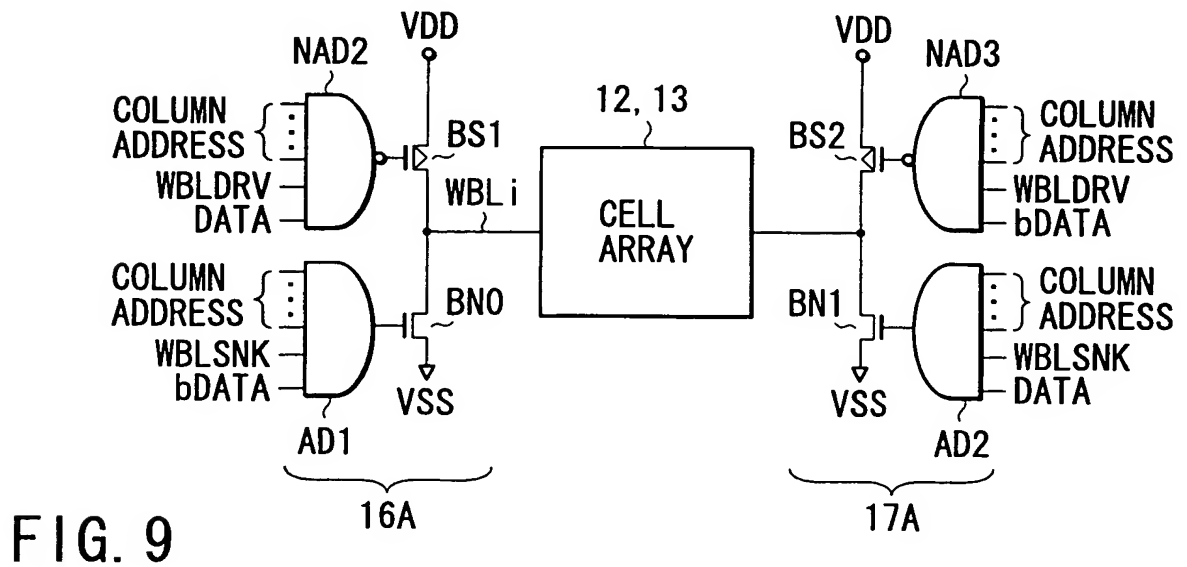 VDD
NAD2
COLUMN
ADDRESS
WBLDRV
DATA
BS1
WBLi
COLUMN
ADDRESS
WBLSNK
bDATA
BN0
VSS
AD1
16A
12, 13
CELL
ARRAY
VDD
NAD3
BS2
COLUMN
ADDRESS
WBLDRV
bDATA
BN1
COLUMN
ADDRESS
WBLSNK
DATA
VSS
AD2
17A
FIG. 9